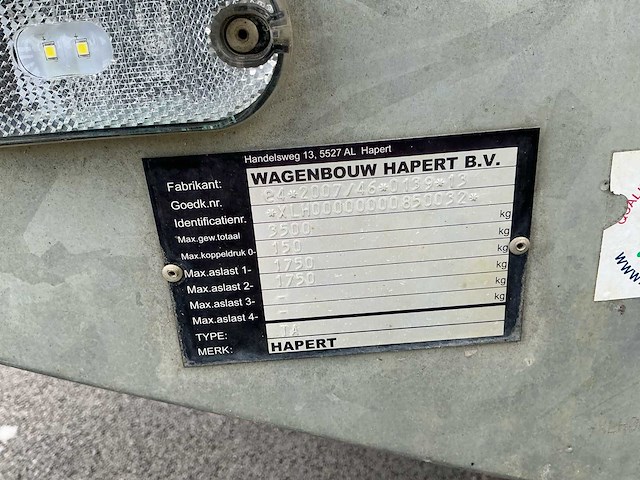 Handelsweg 13, 5527 AL Hapert
Fabrikant: WAGENBOUW HAPERT B.V.
Goedk.nr. e4*2007/46*0139*13
Identificatienr. *XLH00000000850032*
Max.gew.totaal 3500 kg
Max.koppeldruk 0- 150 kg
Max.aslast 1- 1750 kg
Max.aslast 2- 1750 kg
Max.aslast 3- - kg
Max.aslast 4- -
TYPE: TA
MERK: HAPERT